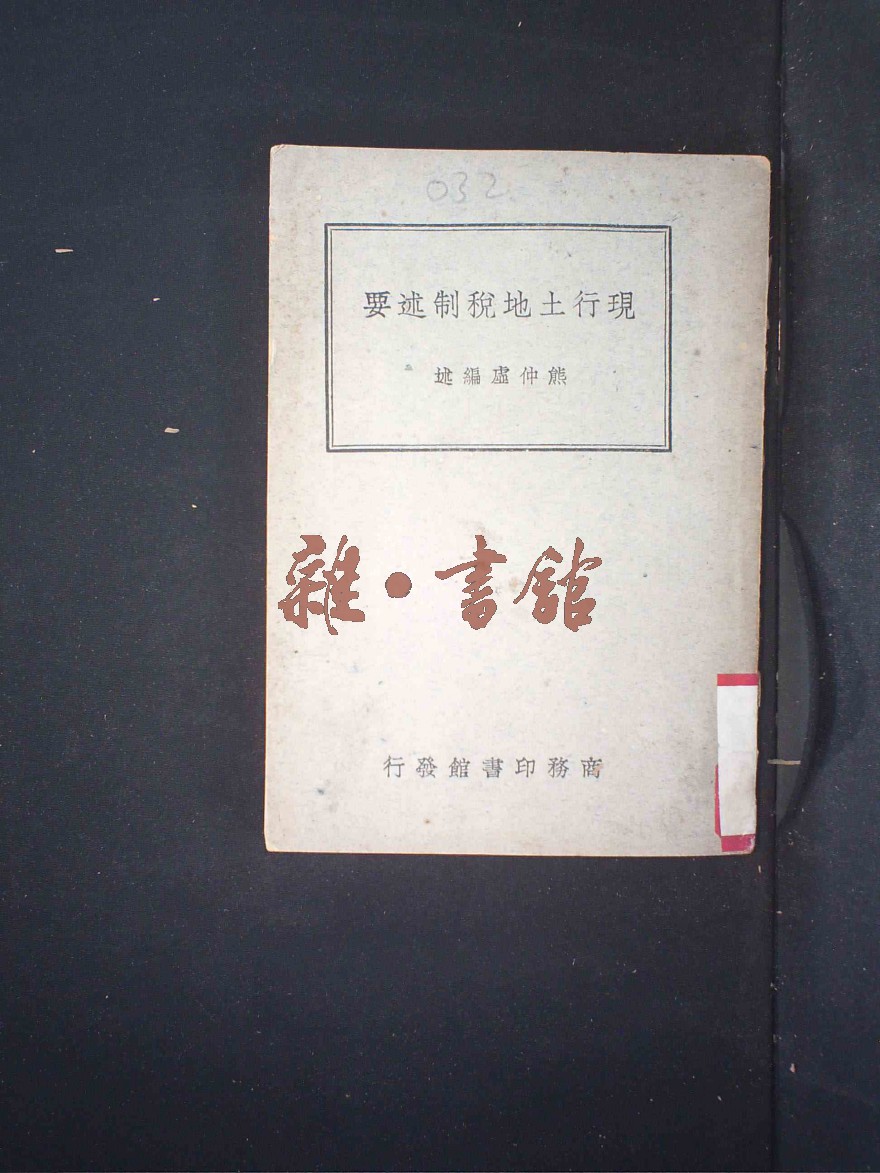 032
現行土地稅制述要
熊仲虛編述
雜·書館
商務印書館發行